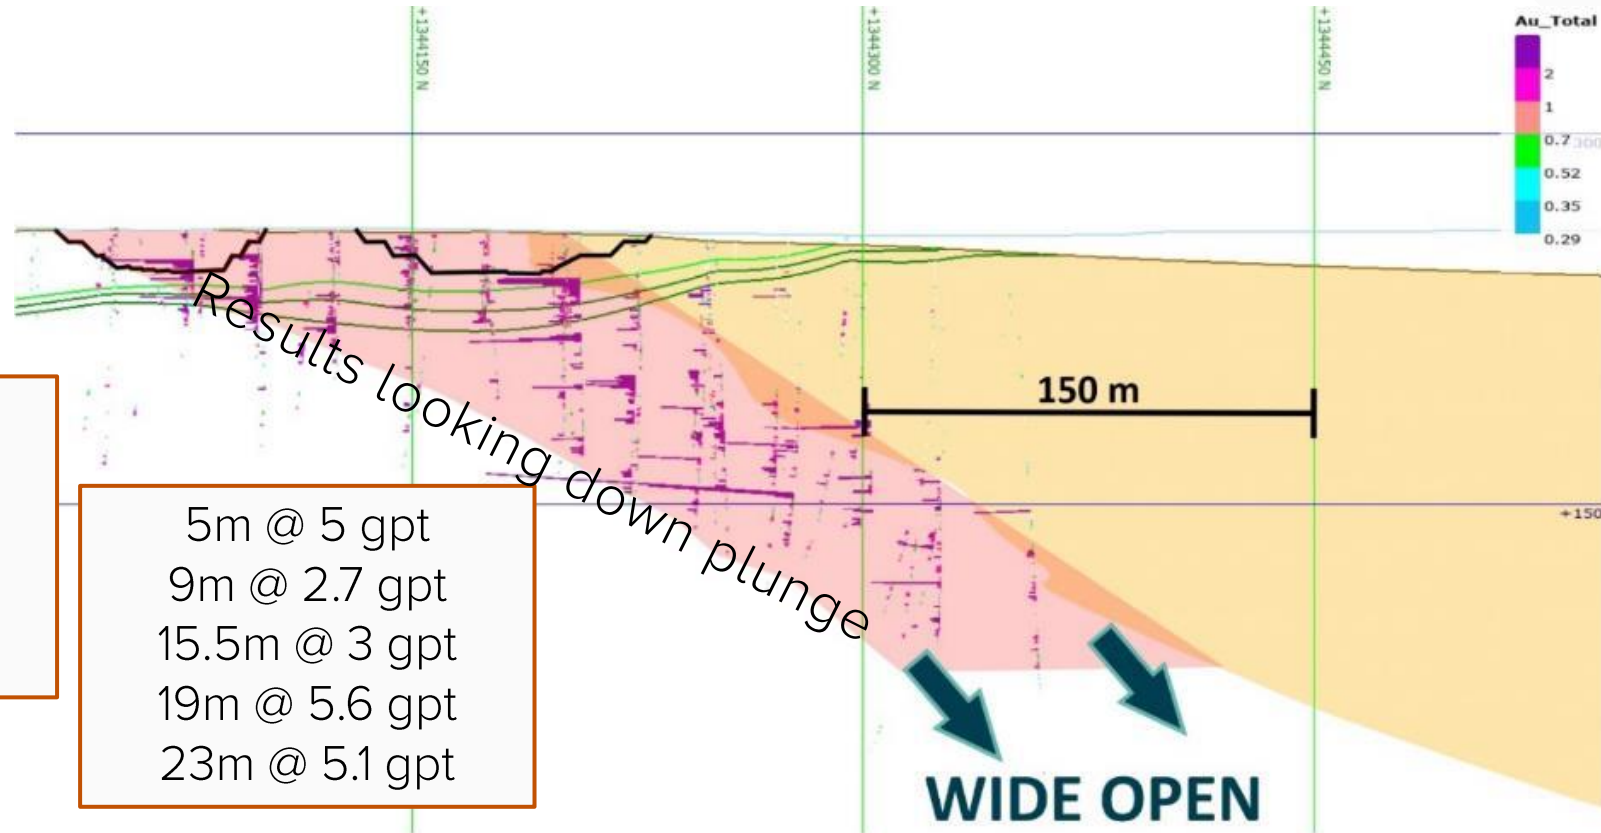 +1344150 N
+1344300 N
+1344450 N
Au_Total
2
1
0.7
300
0.52
0.35
0.29
Results looking down plunge
150 m
+150
5m @ 5 gpt
9m @ 2.7 gpt
15.5m @ 3 gpt
19m @ 5.6 gpt
23m @ 5.1 gpt
WIDE OPEN